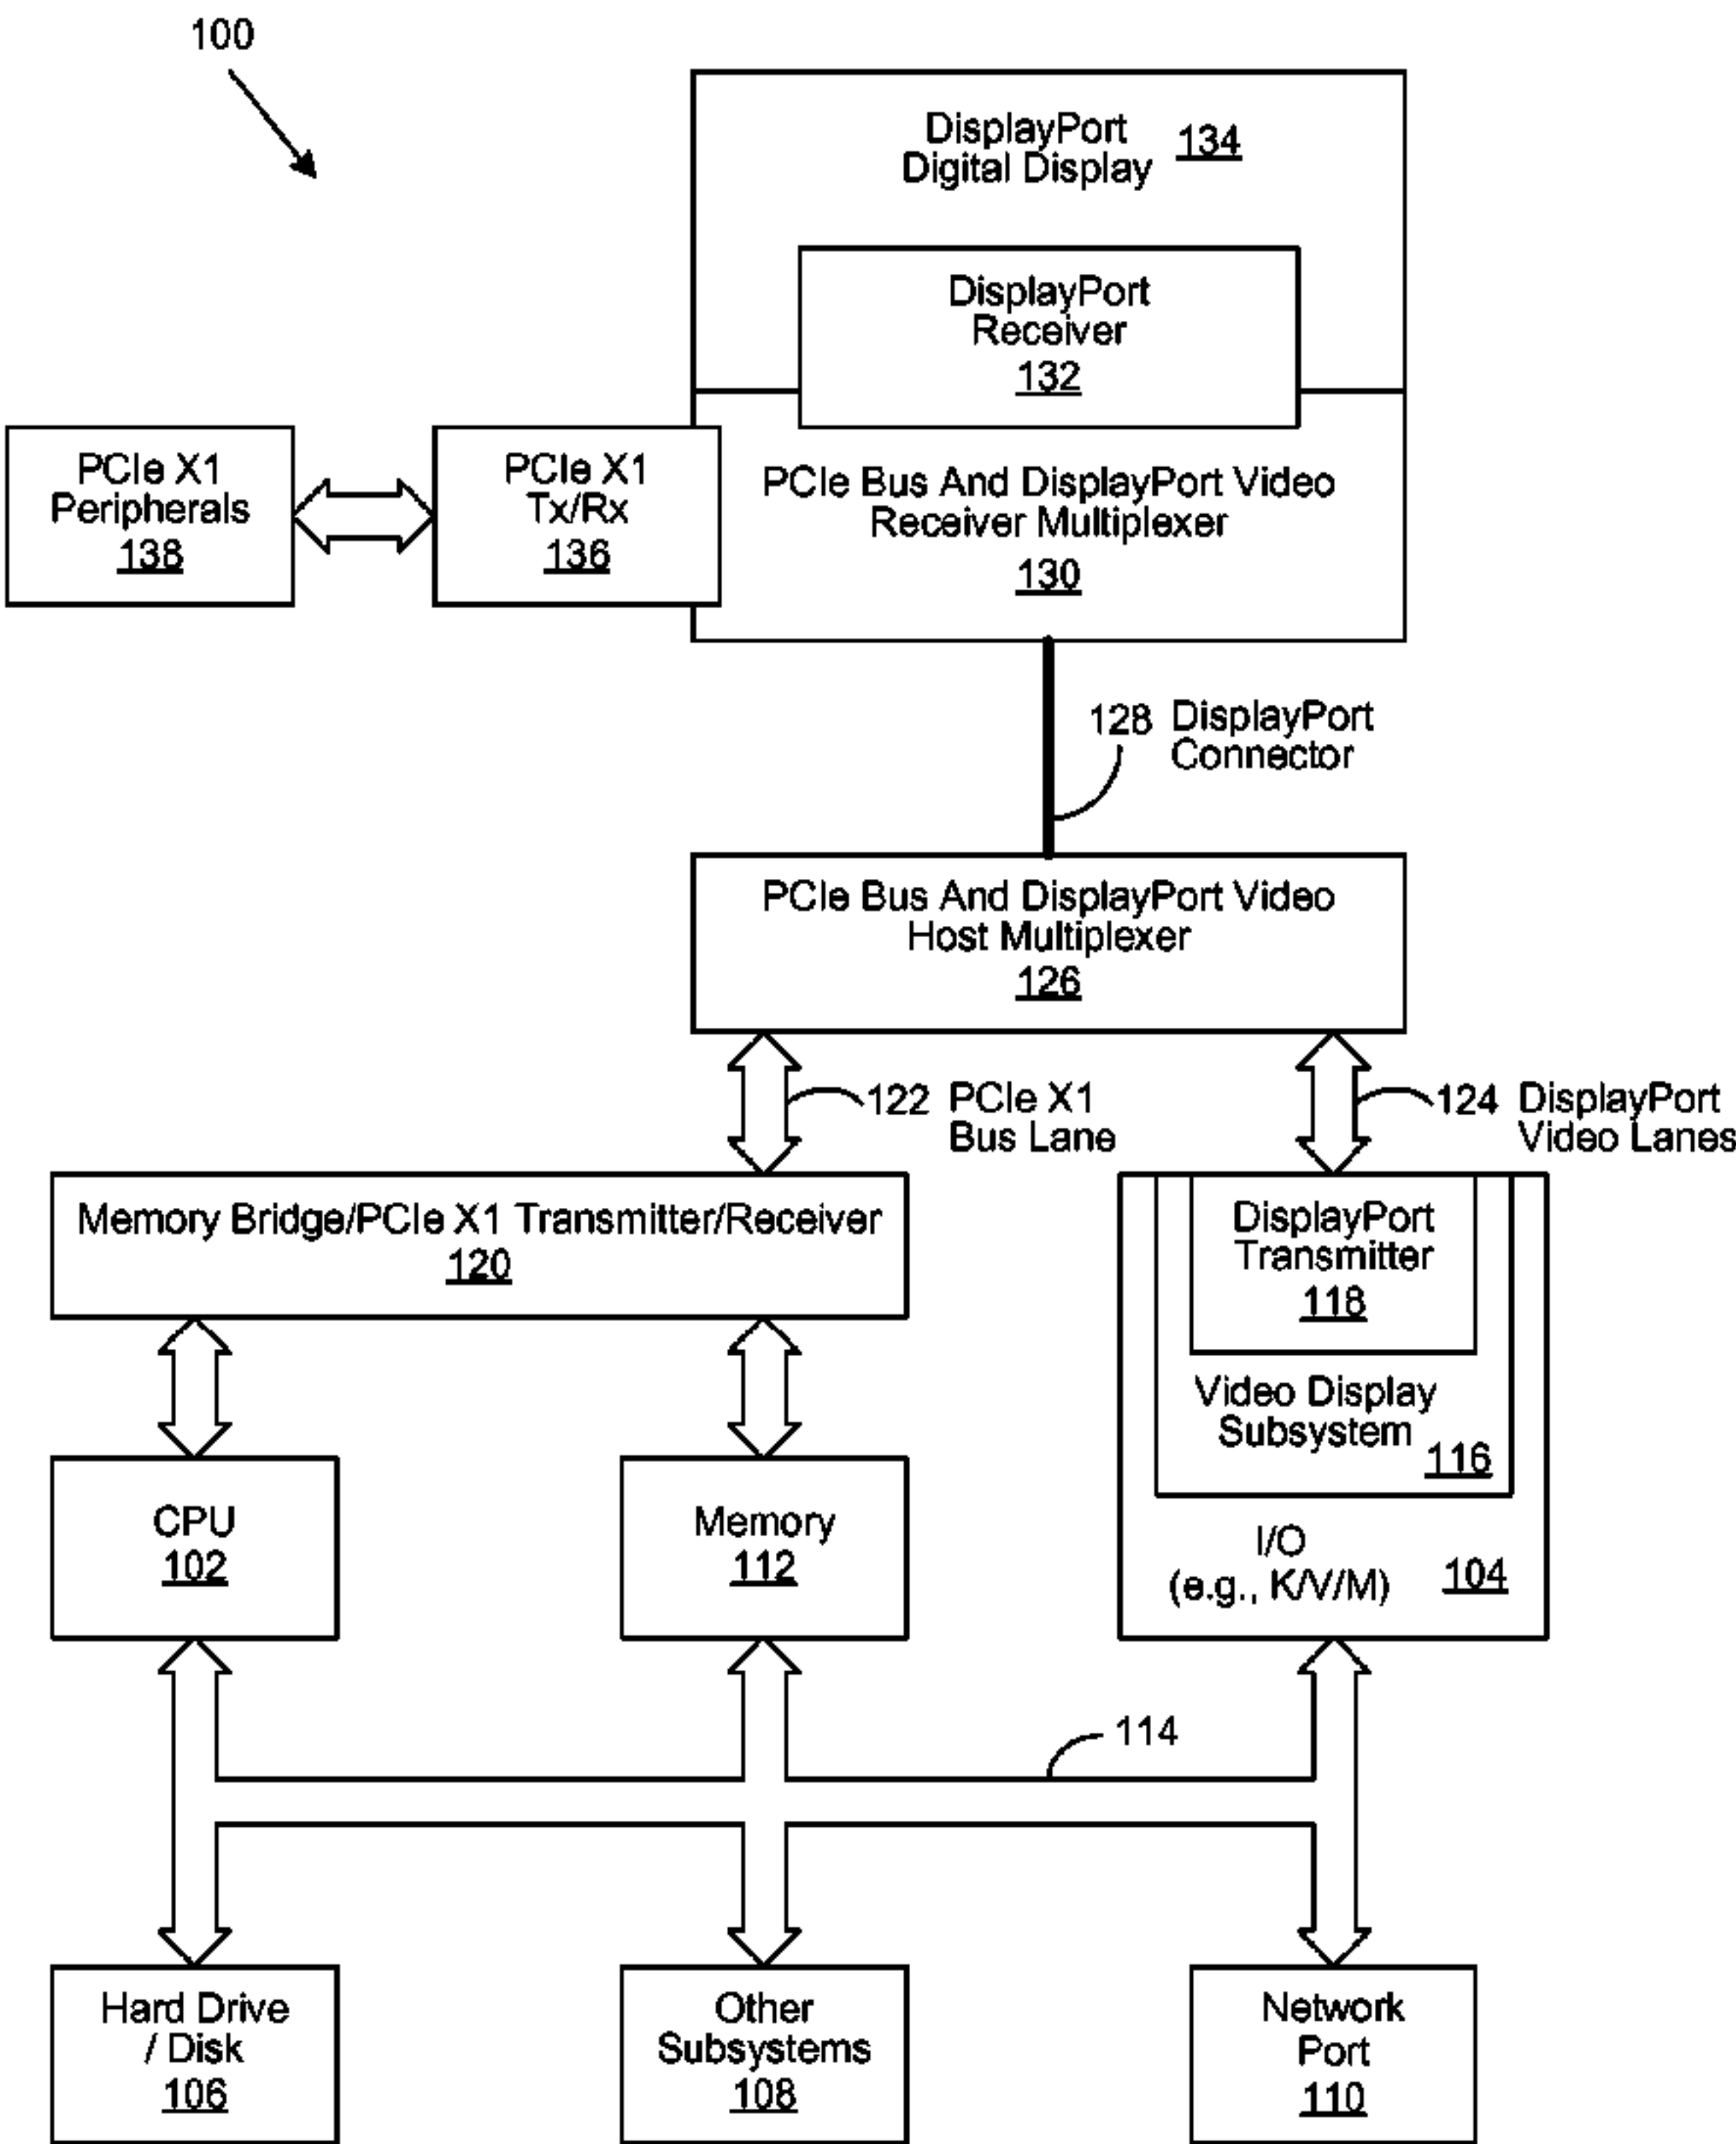 100
DisplayPort
Digital Display
134
DisplayPort
Receiver
132
PCIe X1
Peripherals
138
PCIe X1
Tx/Rx
136
PCIe Bus And DisplayPort Video
Receiver Multiplexer
130
128 DisplayPort
Connector
PCIe Bus And DisplayPort Video
Host Multiplexer
126
122 PCIe X1
Bus Lane
124 DisplayPort
Video Lanes
Memory Bridge/PCIe X1 Transmitter/Receiver
120
DisplayPort
Transmitter
118
Video Display
Subsystem
116
CPU
102
Memory
112
I/O
(e.g., K/V/M)
104
114
Hard Drive
/ Disk
106
Other
Subsystems
108
Network
Port
110